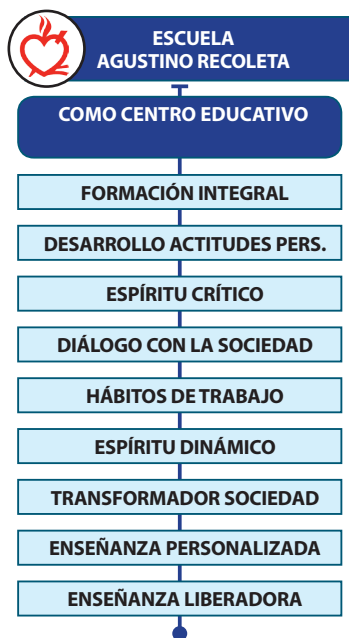 ESCUELA
AGUSTINO RECOLETA
COMO CENTRO EDUCATIVO
FORMACIÓN INTEGRAL
DESARROLLO ACTITUDES PERS.
ESPÍRITU CRÍTICO
DIÁLOGO CON LA SOCIEDAD
HÁBITOS DE TRABAJO
ESPÍRITU DINÁMICO
TRANSFORMADOR SOCIEDAD
ENSEÑANZA PERSONALIZADA
ENSEÑANZA LIBERADORA